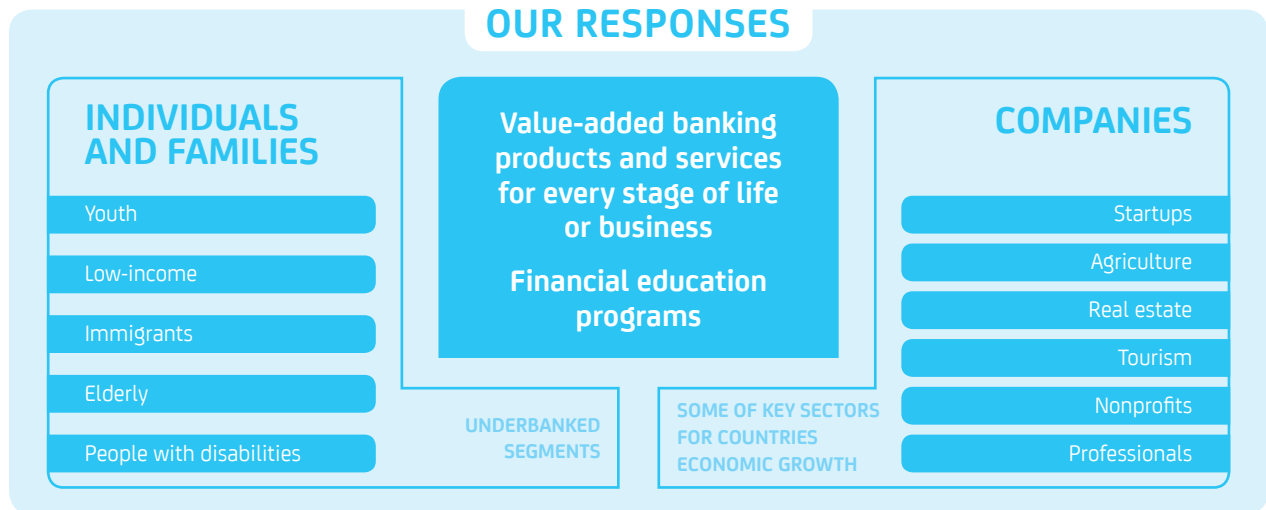 OUR RESPONSES
INDIVIDUALS
AND FAMILIES
Youth
Low-income
Immigrants
Elderly
People with disabilities
UNDERBANKED
SEGMENTS
Value-added banking
products and services
for every stage of life
or business
Financial education
programs
COMPANIES
Startups
Agriculture
Real estate
Tourism
Nonprofits
Professionals
SOME OF KEY SECTORS
FOR COUNTRIES
ECONOMIC GROWTH